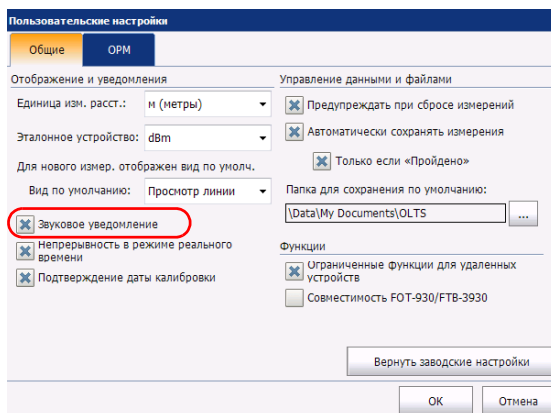 Пользовательские настройки
Общие
OPM
Отображение и уведомления
Единица изм. расст.:
м (метры)
Эталонное устройство:
dBm
Для нового измер. отображен вид по умолч.
Вид по умолчанию:
Просмотр линии
Звуковое уведомление
Непрерывность в режиме реального
времени
Подтверждение даты калибровки
Управление данными и файлами
Предупреждать при сбросе измерений
Автоматически сохранять измерения
Только если «Пройдено»
Папка для сохранения по умолчанию:
\Data\My Documents\OLTS
...
Функции
Ограниченные функции для удаленных
устройств
Совместимость FOT-930/FTB-3930
Вернуть заводские настройки
OK
Отмена